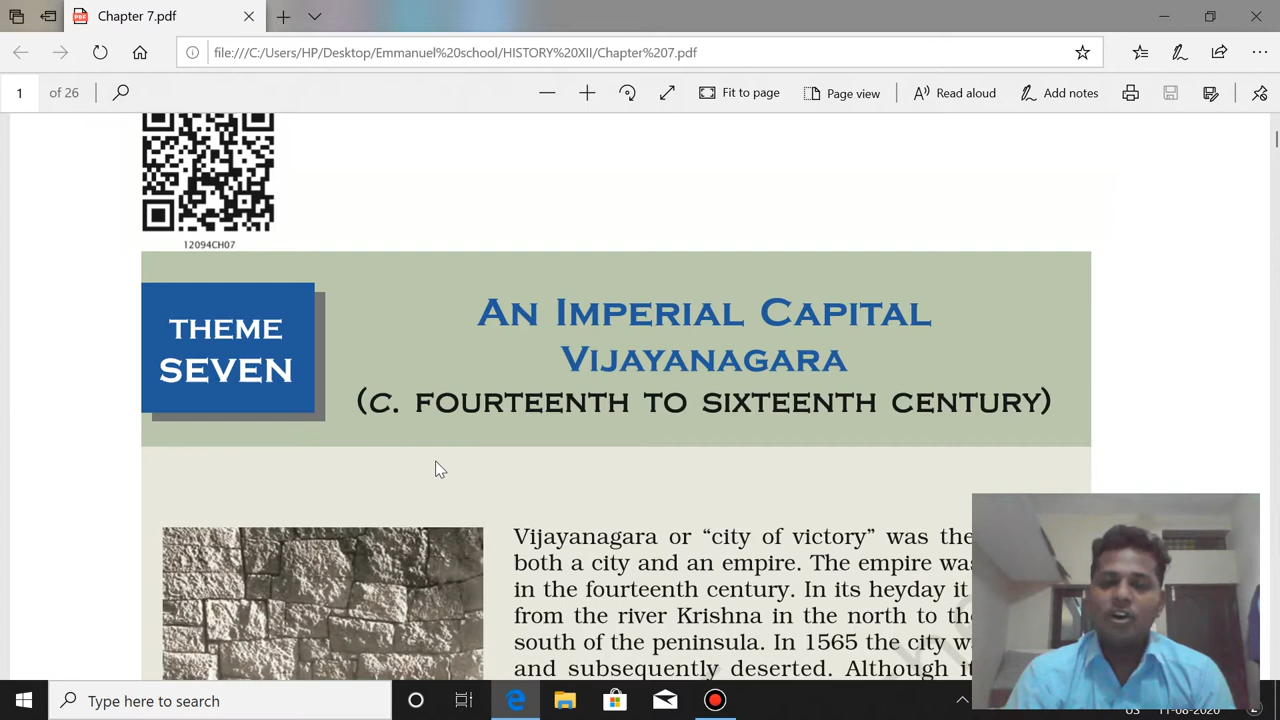 Chapter 7.pdf
file:///C:/Users/HP/Desktop/Emmanuel%20school/HISTORY%20XII/Chapter%207.pdf
1 of 26
Fit to page
Page view
Read aloud
Add notes
12094CH07
THEME
SEVEN
AN IMPERIAL CAPITAL
VIJAYANAGARA
(C. FOURTEENTH TO SIXTEENTH CENTURY)
Vijayanagara or “city of victory” was the
both a city and an empire. The empire was
in the fourteenth century. In its heyday it
from the river Krishna in the north to the
south of the peninsula. In 1565 the city
and subsequently deserted. Although
Type here to search
11-08-2020